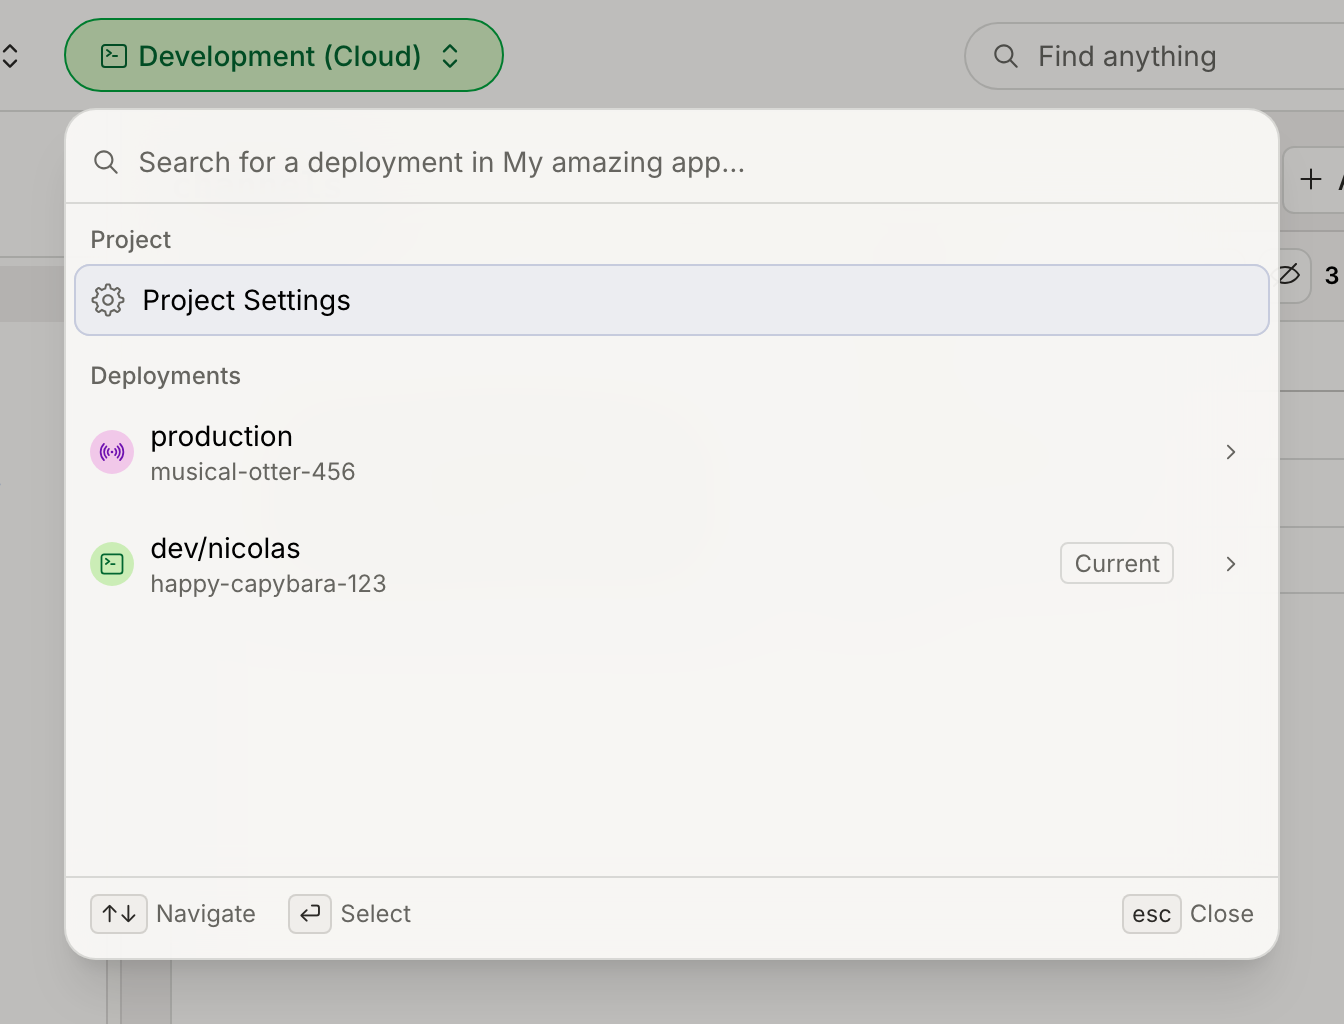 Development (Cloud)
Find anything
Search for a deployment in My amazing app...
Project
Project Settings
3
Deployments
production
musical-otter-456
dev/nicolas
happy-capybara-123
Current
Navigate
Select
esc Close